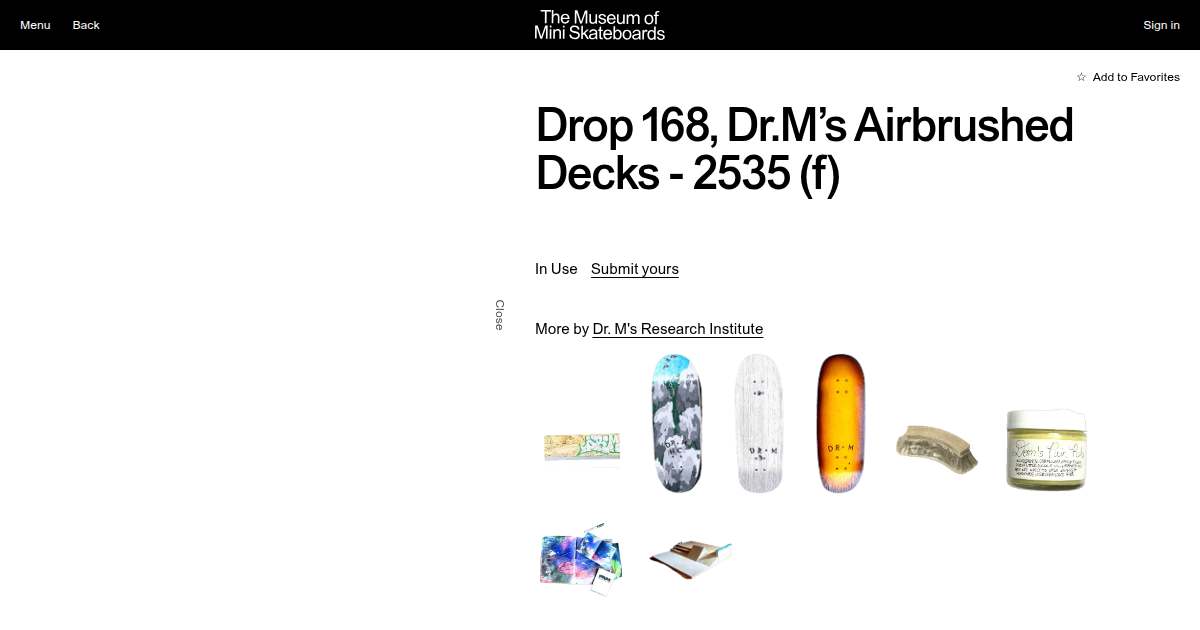 Menu
Back
The Museum of
Mini Skateboards
Sign in
☆ Add to Favorites
Drop 168, Dr.M’s Airbrushed
Decks - 2535 (f)
In Use
Submit yours
Close
More by Dr. M's Research Institute
DR • M
DR • M
DR • M